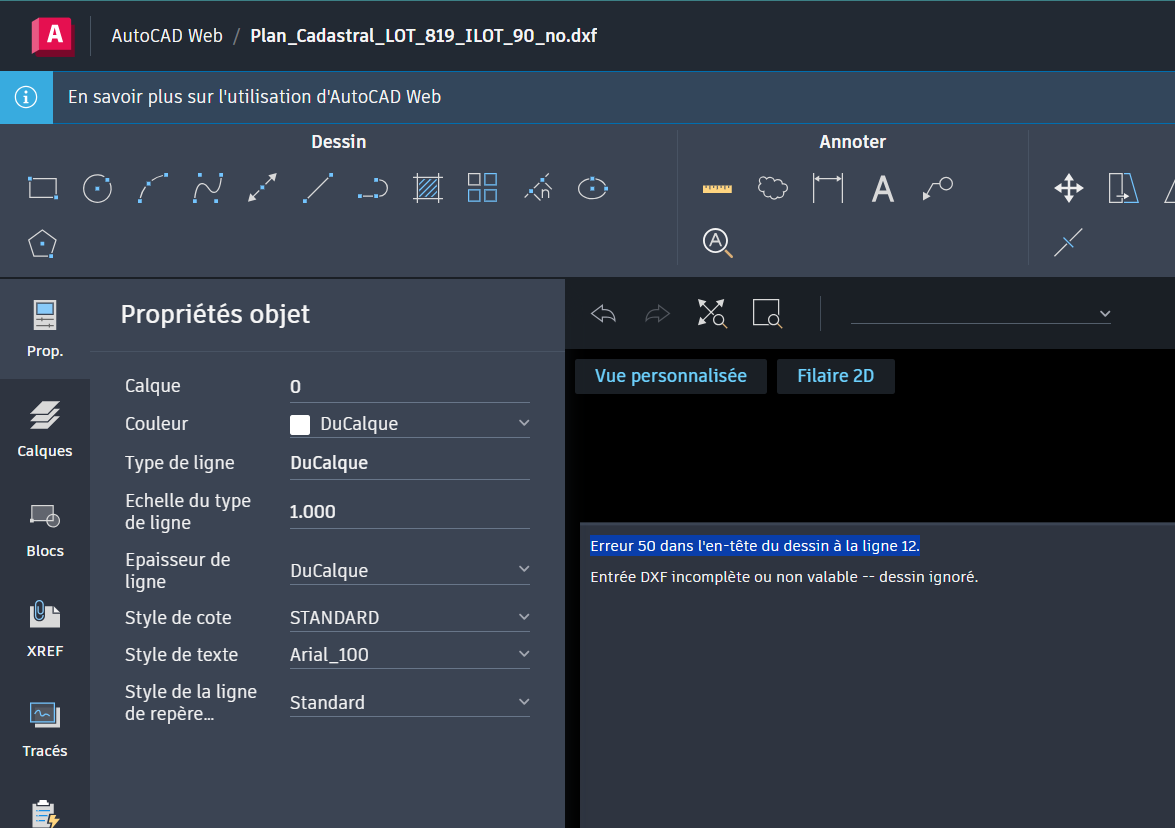 A
AutoCAD Web / Plan_Cadastral_LOT_819_ILOT_90_no.dxf
En savoir plus sur l'utilisation d'AutoCAD Web
Dessin
Annoter
n
A
A
Prop.
Calques
Blocs
XREF
Tracés
Propriétés objet
Calque 0
Couleur DuCalque
Type de ligne DuCalque
Echelle du type
de ligne 1.000
Epaisseur de
ligne DuCalque
Style de cote STANDARD
Style de texte Arial_100
Style de la ligne
de repère... Standard
Vue personnalisée Filaire 2D
Erreur 50 dans l'en-tête du dessin à la ligne 12.
Entrée DXF incomplète ou non valable -- dessin ignoré.